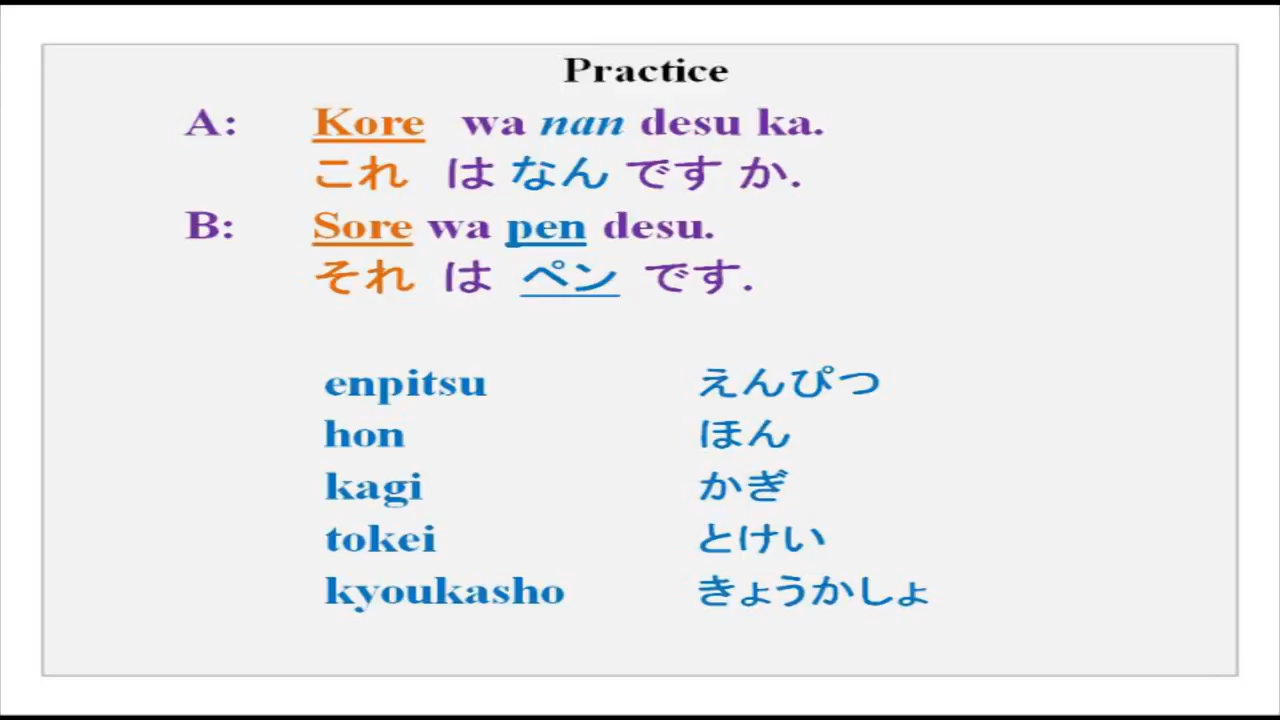 Practice
A: Kore wa nan desu ka.
これ は なん です か.
B: Sore wa pen desu.
それ は ペン です.
enpitsu えんぴつ
hon ほん
kagi かぎ
tokei とけい
kyoukasho きょうかしょ